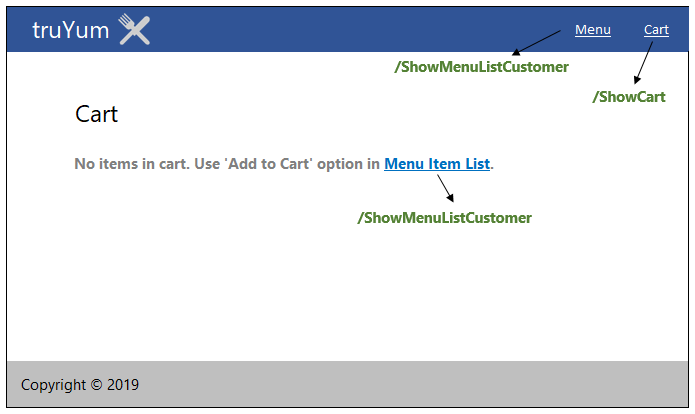 truYum
Menu Cart
/ShowMenuListCustomer
/ShowCart
Cart
No items in cart. Use 'Add to Cart' option in Menu Item List.
/ShowMenuListCustomer
Copyright © 2019